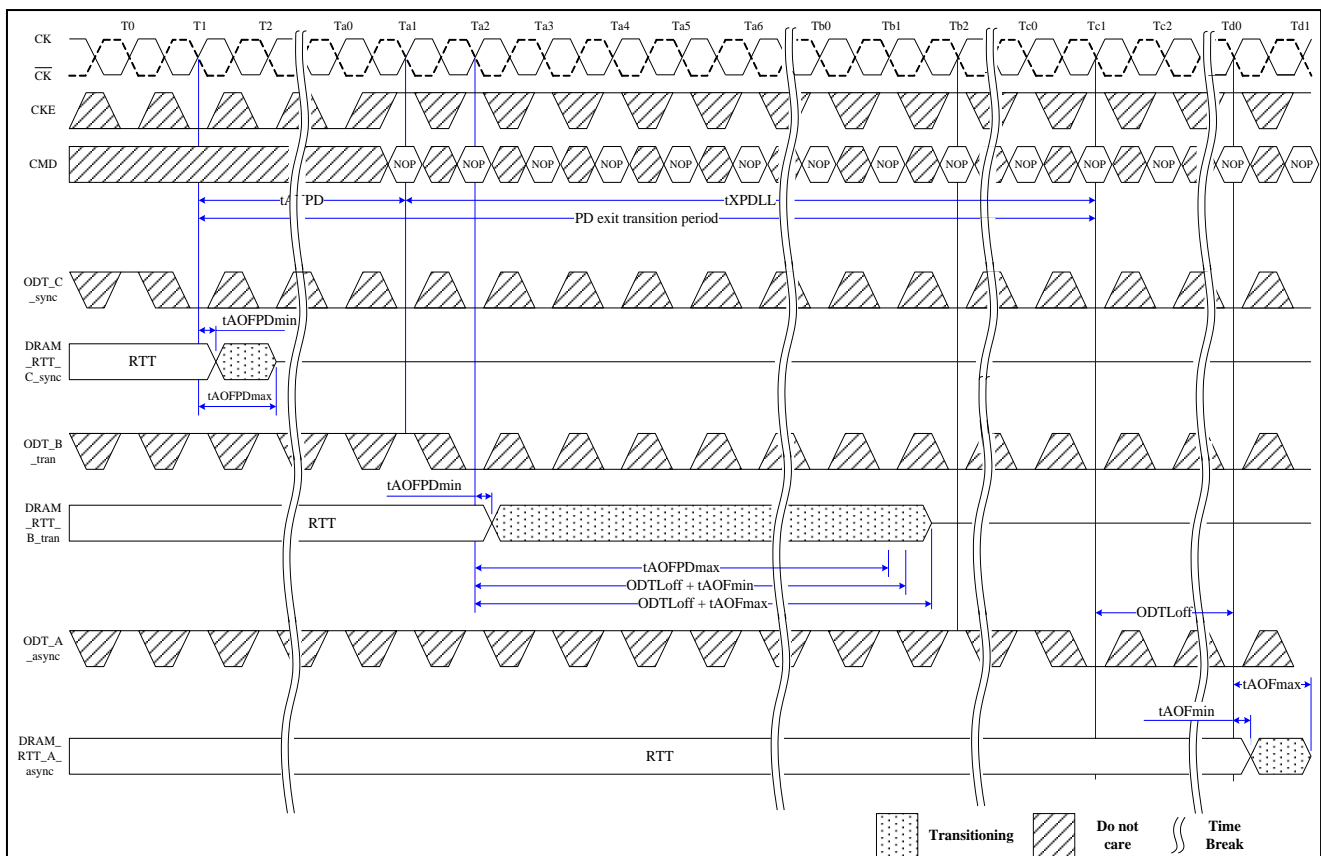 T0 T1 T2 Ta0 Ta1 Ta2 Ta3 Ta4 Ta5 Ta6 Tb0 Tb1 Tb2 Tc0 Tc1 Tc2 Td0 Td1
CK
CK
CKE
CMD
NOP NOP NOP NOP NOP NOP NOP NOP NOP NOP NOP NOP NOP NOP
tXPDLL
PD exit transition period
ODT_C
_sync
tAOFPDmin
DRAM
_RTT_
C_sync
RTT
tAOFPDmax
ODT_B
_tran
tAOFPDmin
DRAM
_RTT_
B_tran
RTT
tAOFPDmax
ODTLoff + tAOFmin
ODTLoff + tAOFmax
ODTLoff
ODT_A
_async
tAOFmax
tAOFmin
DRAM_
RTT_A_
async
RTT
Transitioning
Do not
care
Time
Break